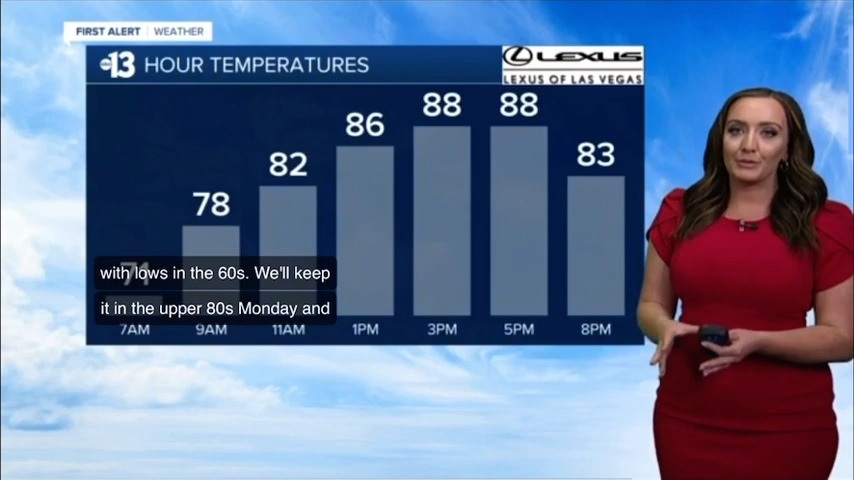 FIRST ALERT | WEATHER
abc 13 HOUR TEMPERATURES
LEXUS
LEXUS OF LAS VEGAS
88 88
86
83
82
78
71
with lows in the 60s. We'll keep
it in the upper 80s Monday and
7AM 9AM 11AM 1PM 3PM 5PM 8PM